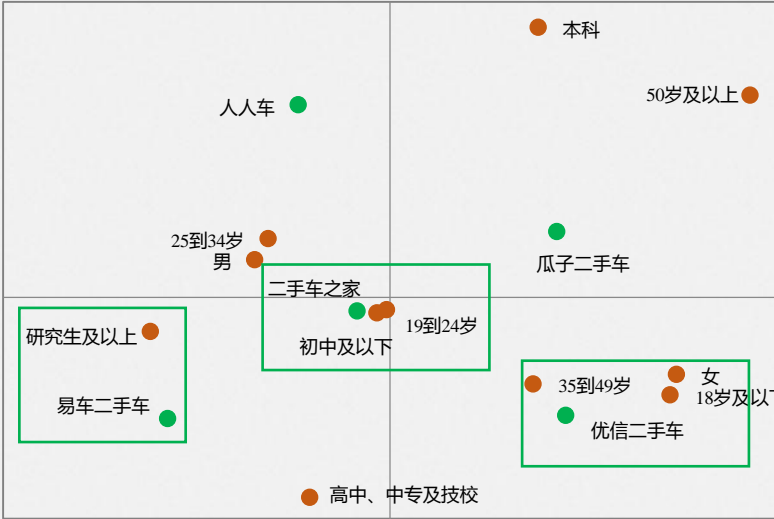 本科
50岁及以上
人人车
25到34岁
男
瓜子二手车
二手车之家
19到24岁
研究生及以上
初中及以下
女
35到49岁
18岁及以下
易车二手车
优信二手车
高中、中专及技校